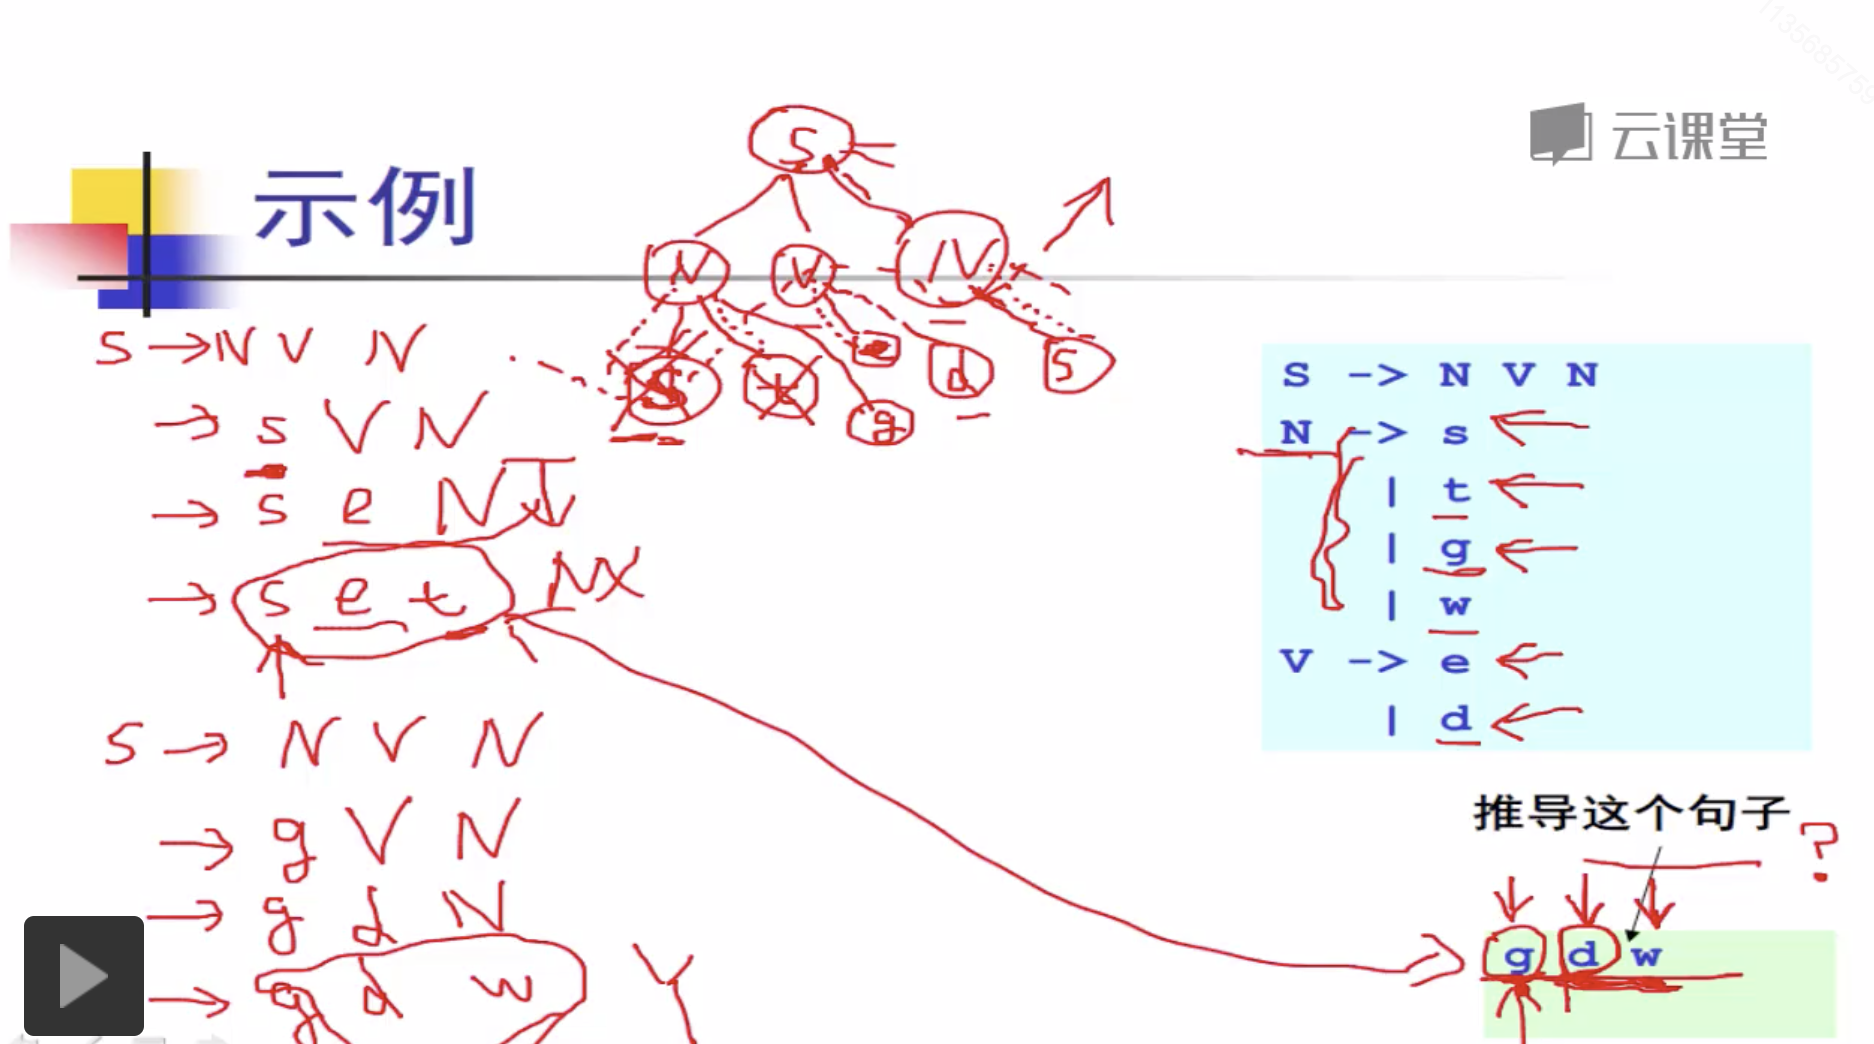 云课堂
示例
S
N V N
s t g e d s
S → N V N
→ s V N
→ s e N
→ s e t
S → N V N
→ g V N
→ g d N
→ g d w Y
S -> N V N
N -> s
| t
| g
| w
V -> e
| d
推导这个句子 ?
g d w